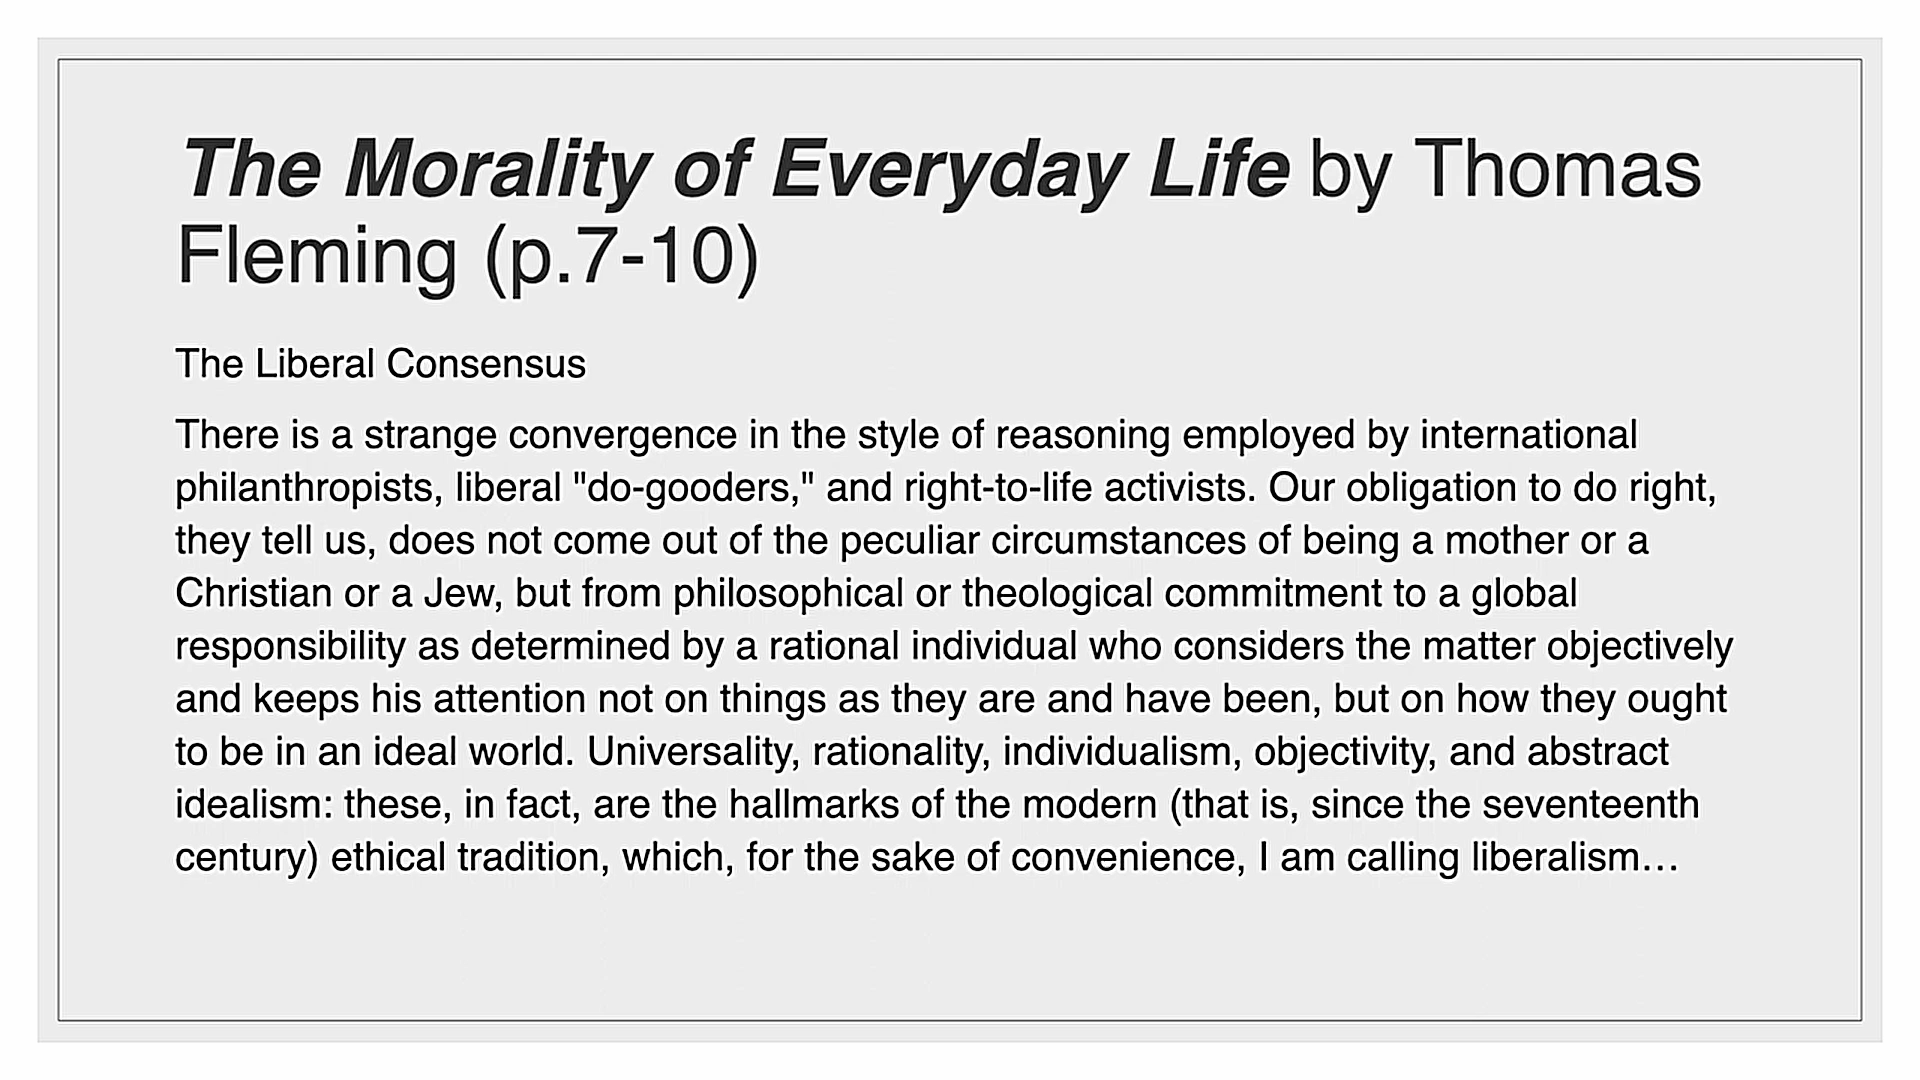 The Morality of Everyday Life by Thomas
Fleming (p.7-10)
The Liberal Consensus
There is a strange convergence in the style of reasoning employed by international
philanthropists, liberal "do-gooders," and right-to-life activists. Our obligation to do right,
they tell us, does not come out of the peculiar circumstances of being a mother or a
Christian or a Jew, but from philosophical or theological commitment to a global
responsibility as determined by a rational individual who considers the matter objectively
and keeps his attention not on things as they are and have been, but on how they ought
to be in an ideal world. Universality, rationality, individualism, objectivity, and abstract
idealism: these, in fact, are the hallmarks of the modern (that is, since the seventeenth
century) ethical tradition, which, for the sake of convenience, I am calling liberalism…